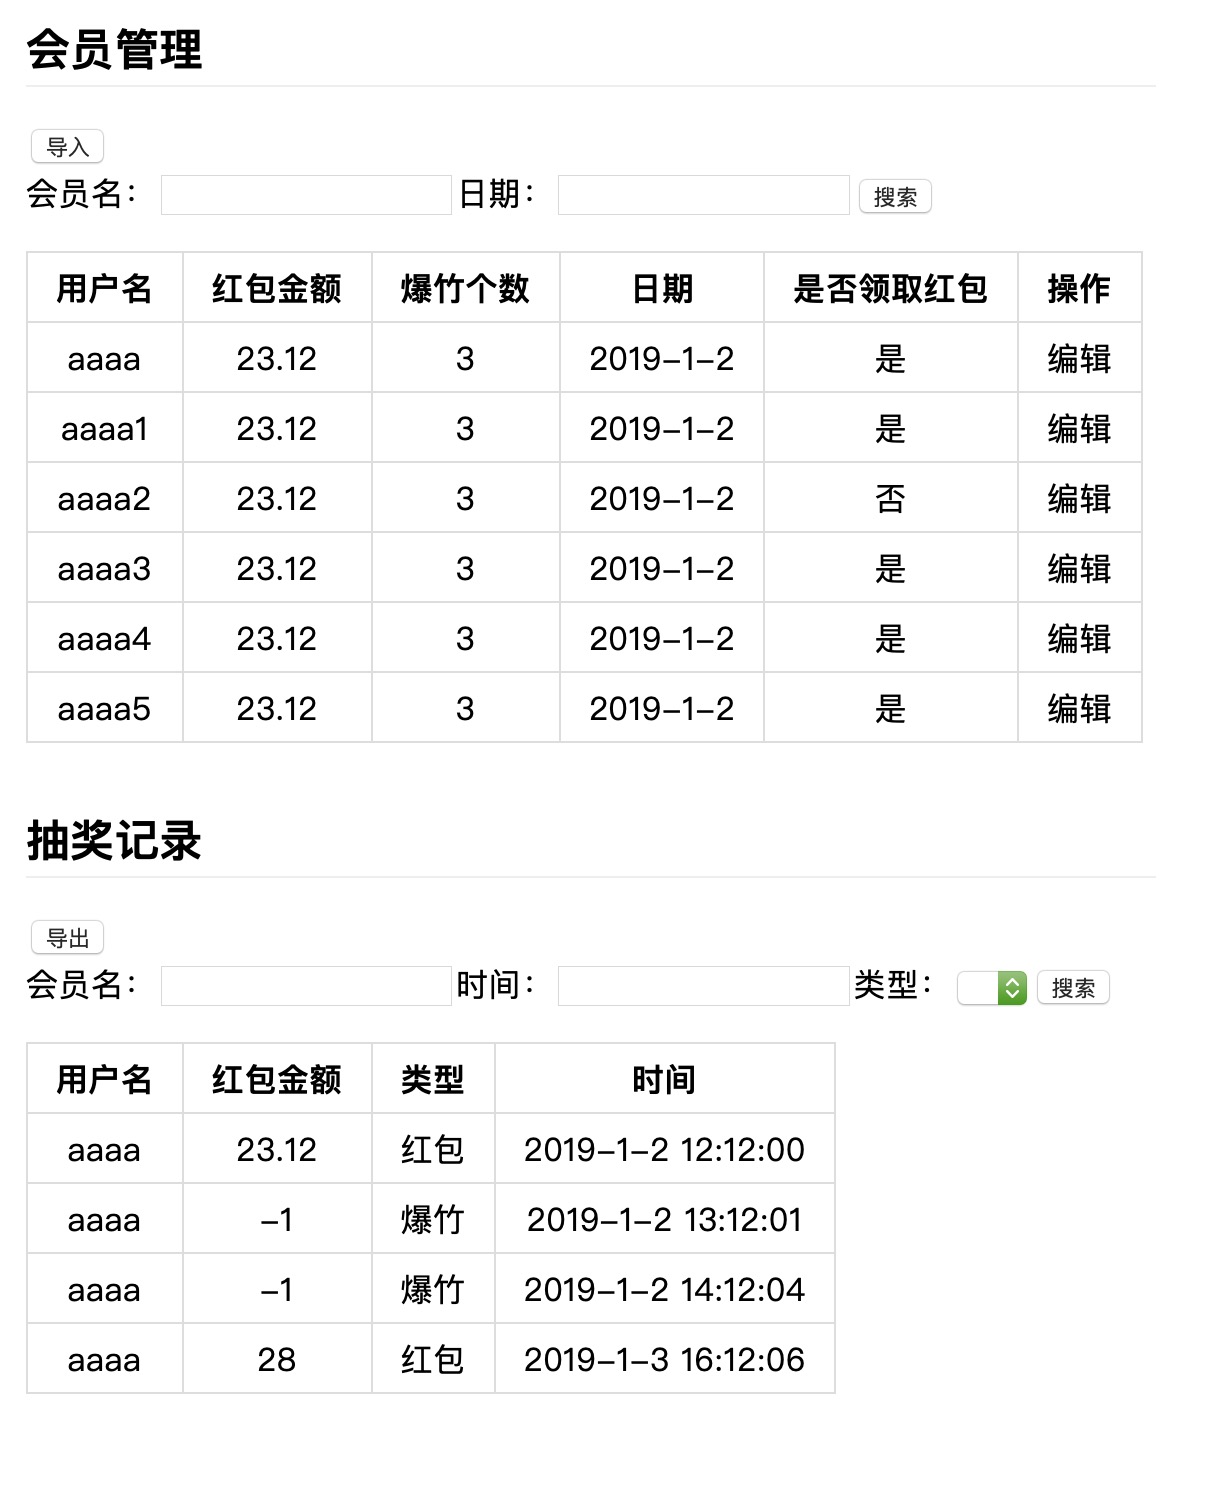 会员管理
导入
会员名： 日期： 搜索
用户名 红包金额 爆竹个数 日期 是否领取红包 操作
aaaa 23.12 3 2019-1-2 是 编辑
aaaa1 23.12 3 2019-1-2 是 编辑
aaaa2 23.12 3 2019-1-2 否 编辑
aaaa3 23.12 3 2019-1-2 是 编辑
aaaa4 23.12 3 2019-1-2 是 编辑
aaaa5 23.12 3 2019-1-2 是 编辑
抽奖记录
导出
会员名： 时间： 类型： 搜索
用户名 红包金额 类型 时间
aaaa 23.12 红包 2019-1-2 12:12:00
aaaa -1 爆竹 2019-1-2 13:12:01
aaaa -1 爆竹 2019-1-2 14:12:04
aaaa 28 红包 2019-1-3 16:12:06